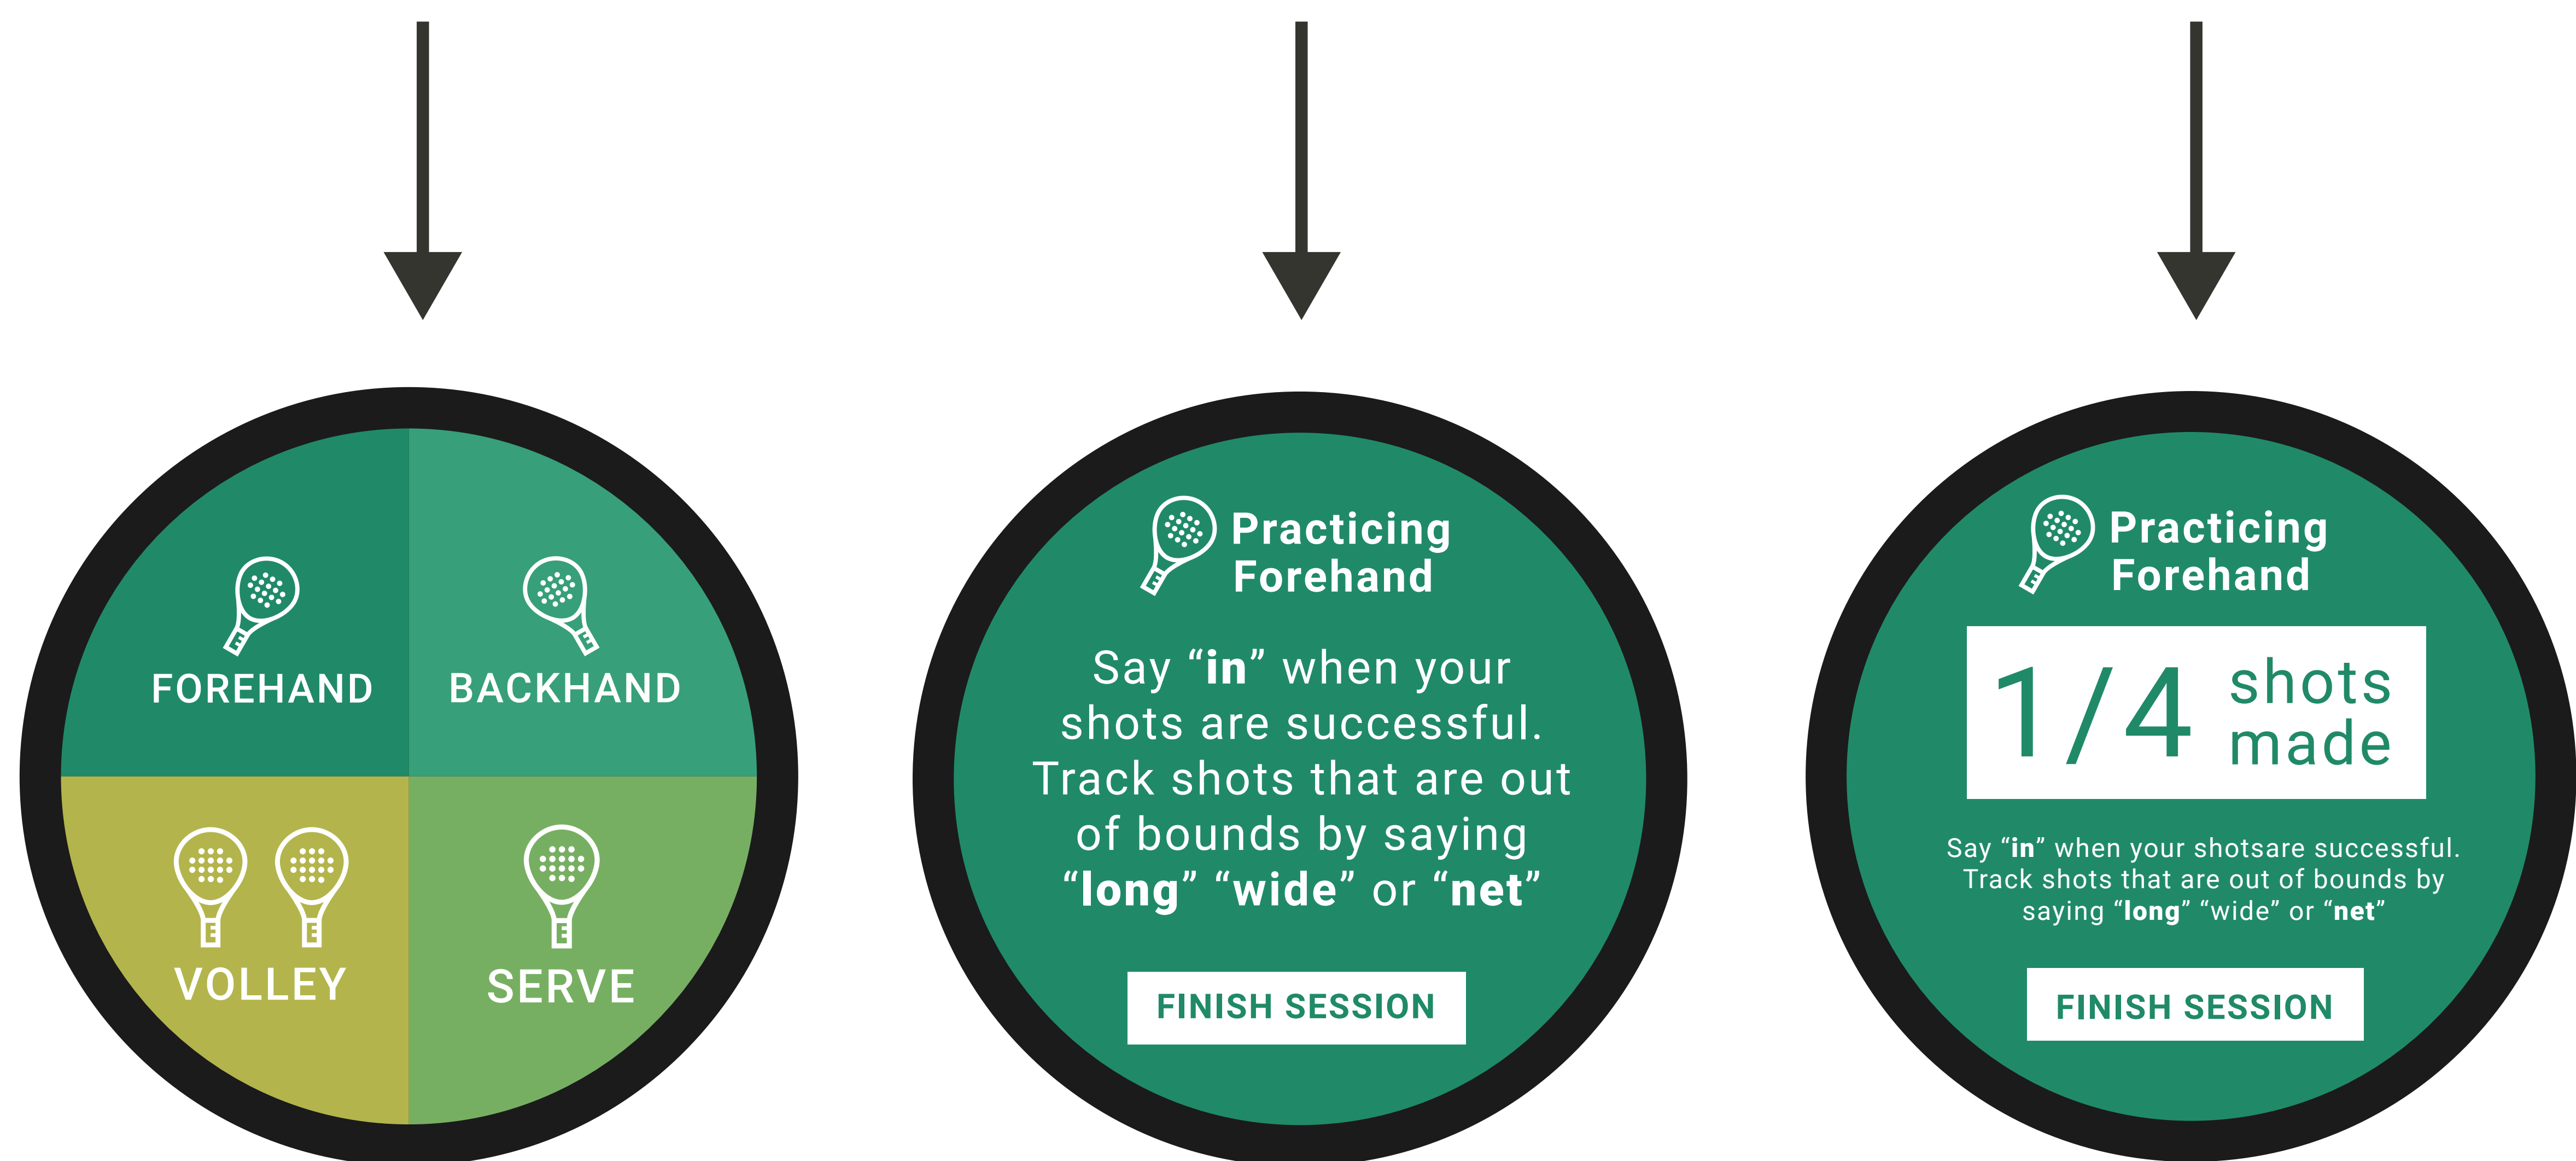 FOREHAND
BACKHAND
VOLLEY
SERVE
Practicing
Forehand
Say “in” when your
shots are successful.
Track shots that are out
of bounds by saying
“long” “wide” or “net”
FINISH SESSION
Practicing
Forehand
1/4 shots
made
Say “in” when your shotsare successful.
Track shots that are out of bounds by
saying “long” “wide” or “net”
FINISH SESSION